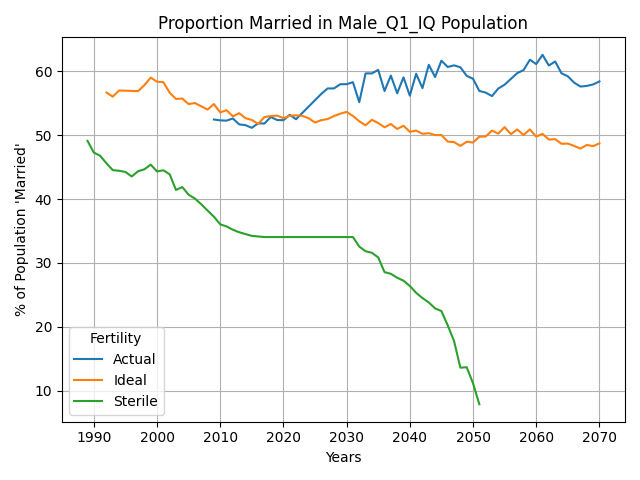 Proportion Married in Male_Q1_IQ Population
% of Population 'Married'
60
50
40
30
20
10
Fertility
Actual
Ideal
Sterile
1990 2000 2010 2020 2030 2040 2050 2060 2070
Years